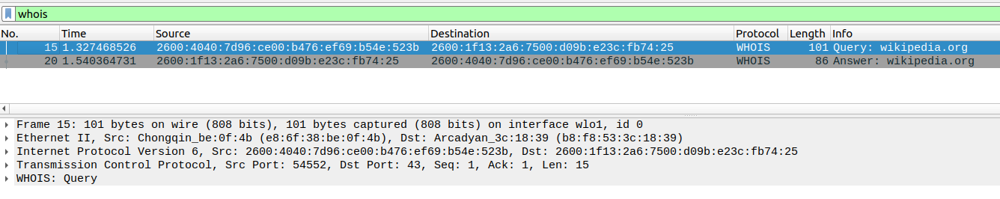 whois
No. Time Source Destination Protocol Length Info
15 1.327468526 2600:4040:7d96:ce00:b476:ef69:b54e:523b 2600:1f13:2a6:7500:d09b:e23c:fb74:25 WHOIS 101 Query: wikipedia.org
20 1.540364731 2600:1f13:2a6:7500:d09b:e23c:fb74:25 2600:4040:7d96:ce00:b476:ef69:b54e:523b WHOIS 86 Answer: wikipedia.org
Frame 15: 101 bytes on wire (808 bits), 101 bytes captured (808 bits) on interface wlo1, id 0
Ethernet II, Src: Chongqin_be:0f:4b (e8:6f:38:be:0f:4b), Dst: Arcadyan_3c:18:39 (b8:f8:53:3c:18:39)
Internet Protocol Version 6, Src: 2600:4040:7d96:ce00:b476:ef69:b54e:523b, Dst: 2600:1f13:2a6:7500:d09b:e23c:fb74:25
Transmission Control Protocol, Src Port: 54552, Dst Port: 43, Seq: 1, Ack: 1, Len: 15
WHOIS: Query